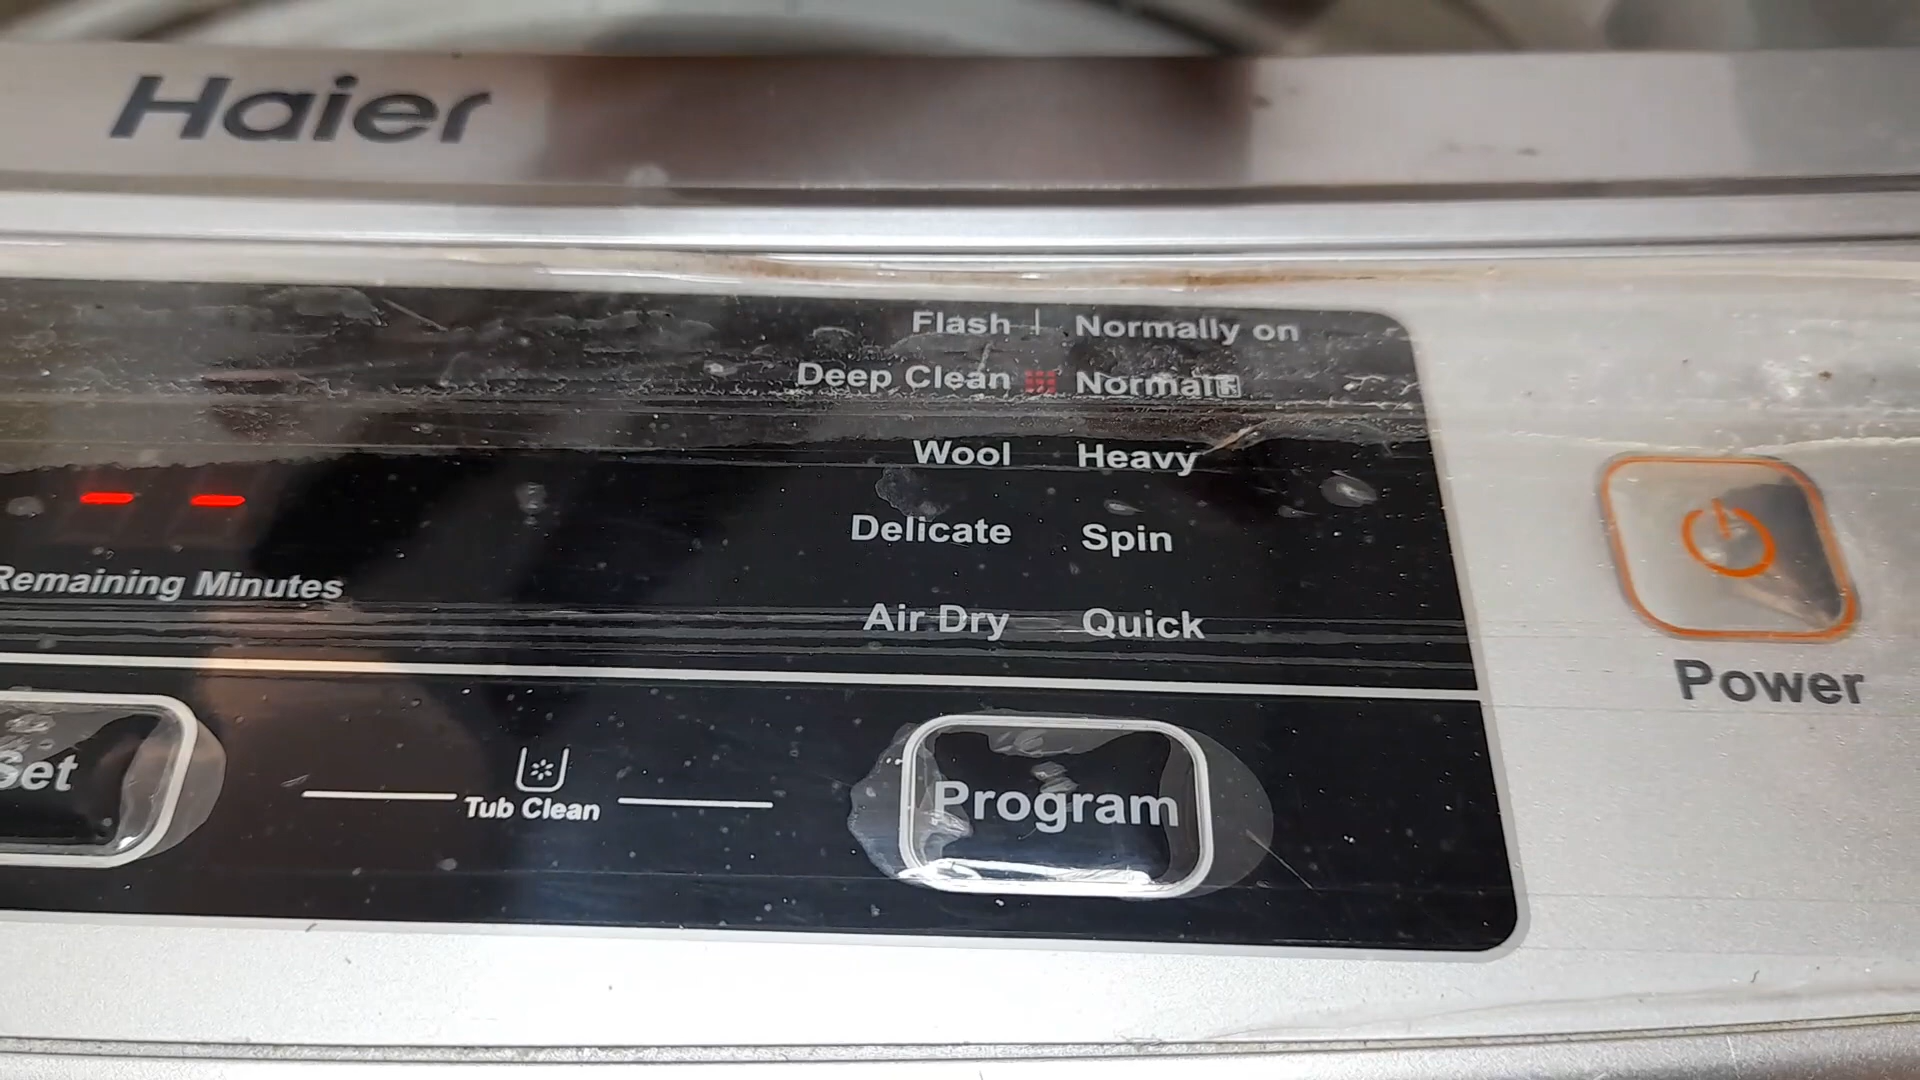 Haier
Flash | Normally on
Deep Clean Normal F
Wool Heavy
Delicate Spin
Air Dry Quick
- -
Remaining Minutes
Set
Tub Clean
Program
Power